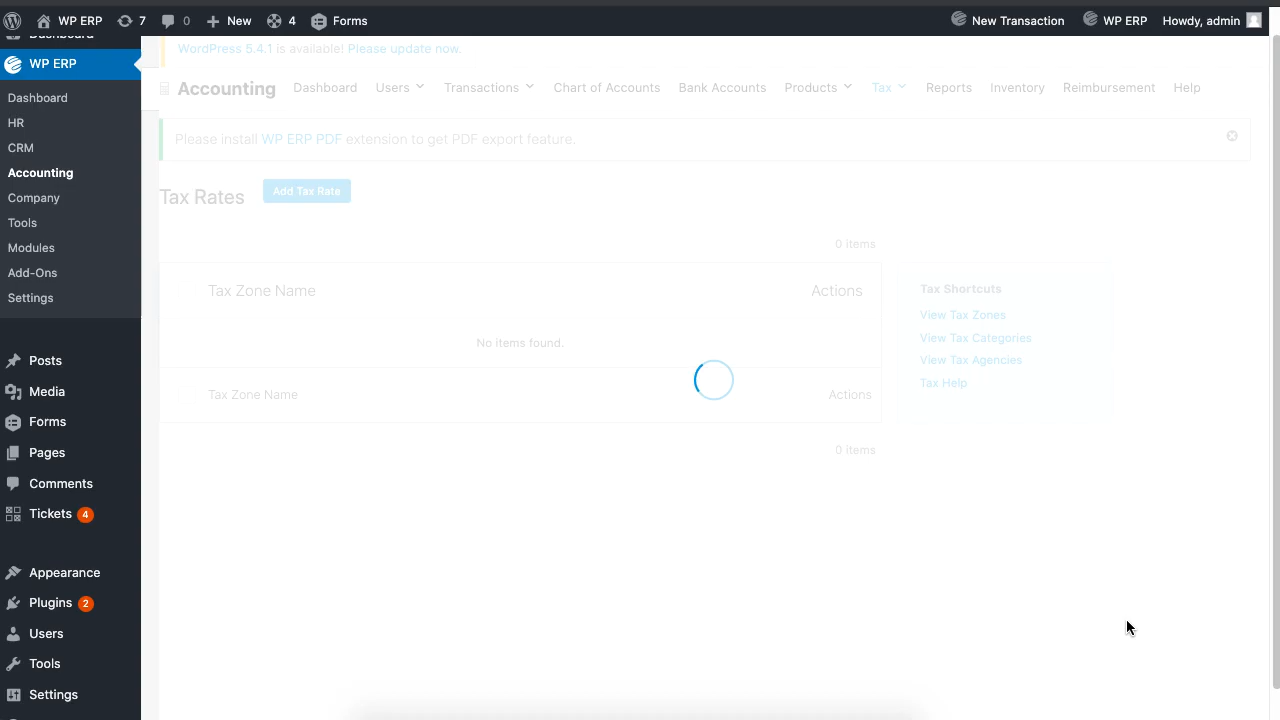 WP ERP 7 0 New 4 Forms New Transaction WP ERP Howdy, admin
Dashboard
WordPress 5.4.1 is available! Please update now.
WP ERP
Accounting Dashboard Users Transactions Chart of Accounts Bank Accounts Products Tax Reports Inventory Reimbursement Help
Dashboard
HR
CRM
Accounting
Company
Tools
Modules
Add-Ons
Settings
Please install WP ERP PDF extension to get PDF export feature.
Tax Rates Add Tax Rate
0 items
Tax Zone Name Actions
No items found.
Tax Zone Name Actions
0 items
Tax Shortcuts
View Tax Zones
View Tax Categories
View Tax Agencies
Tax Help
Posts
Media
Forms
Pages
Comments
Tickets 4
Appearance
Plugins 2
Users
Tools
Settings